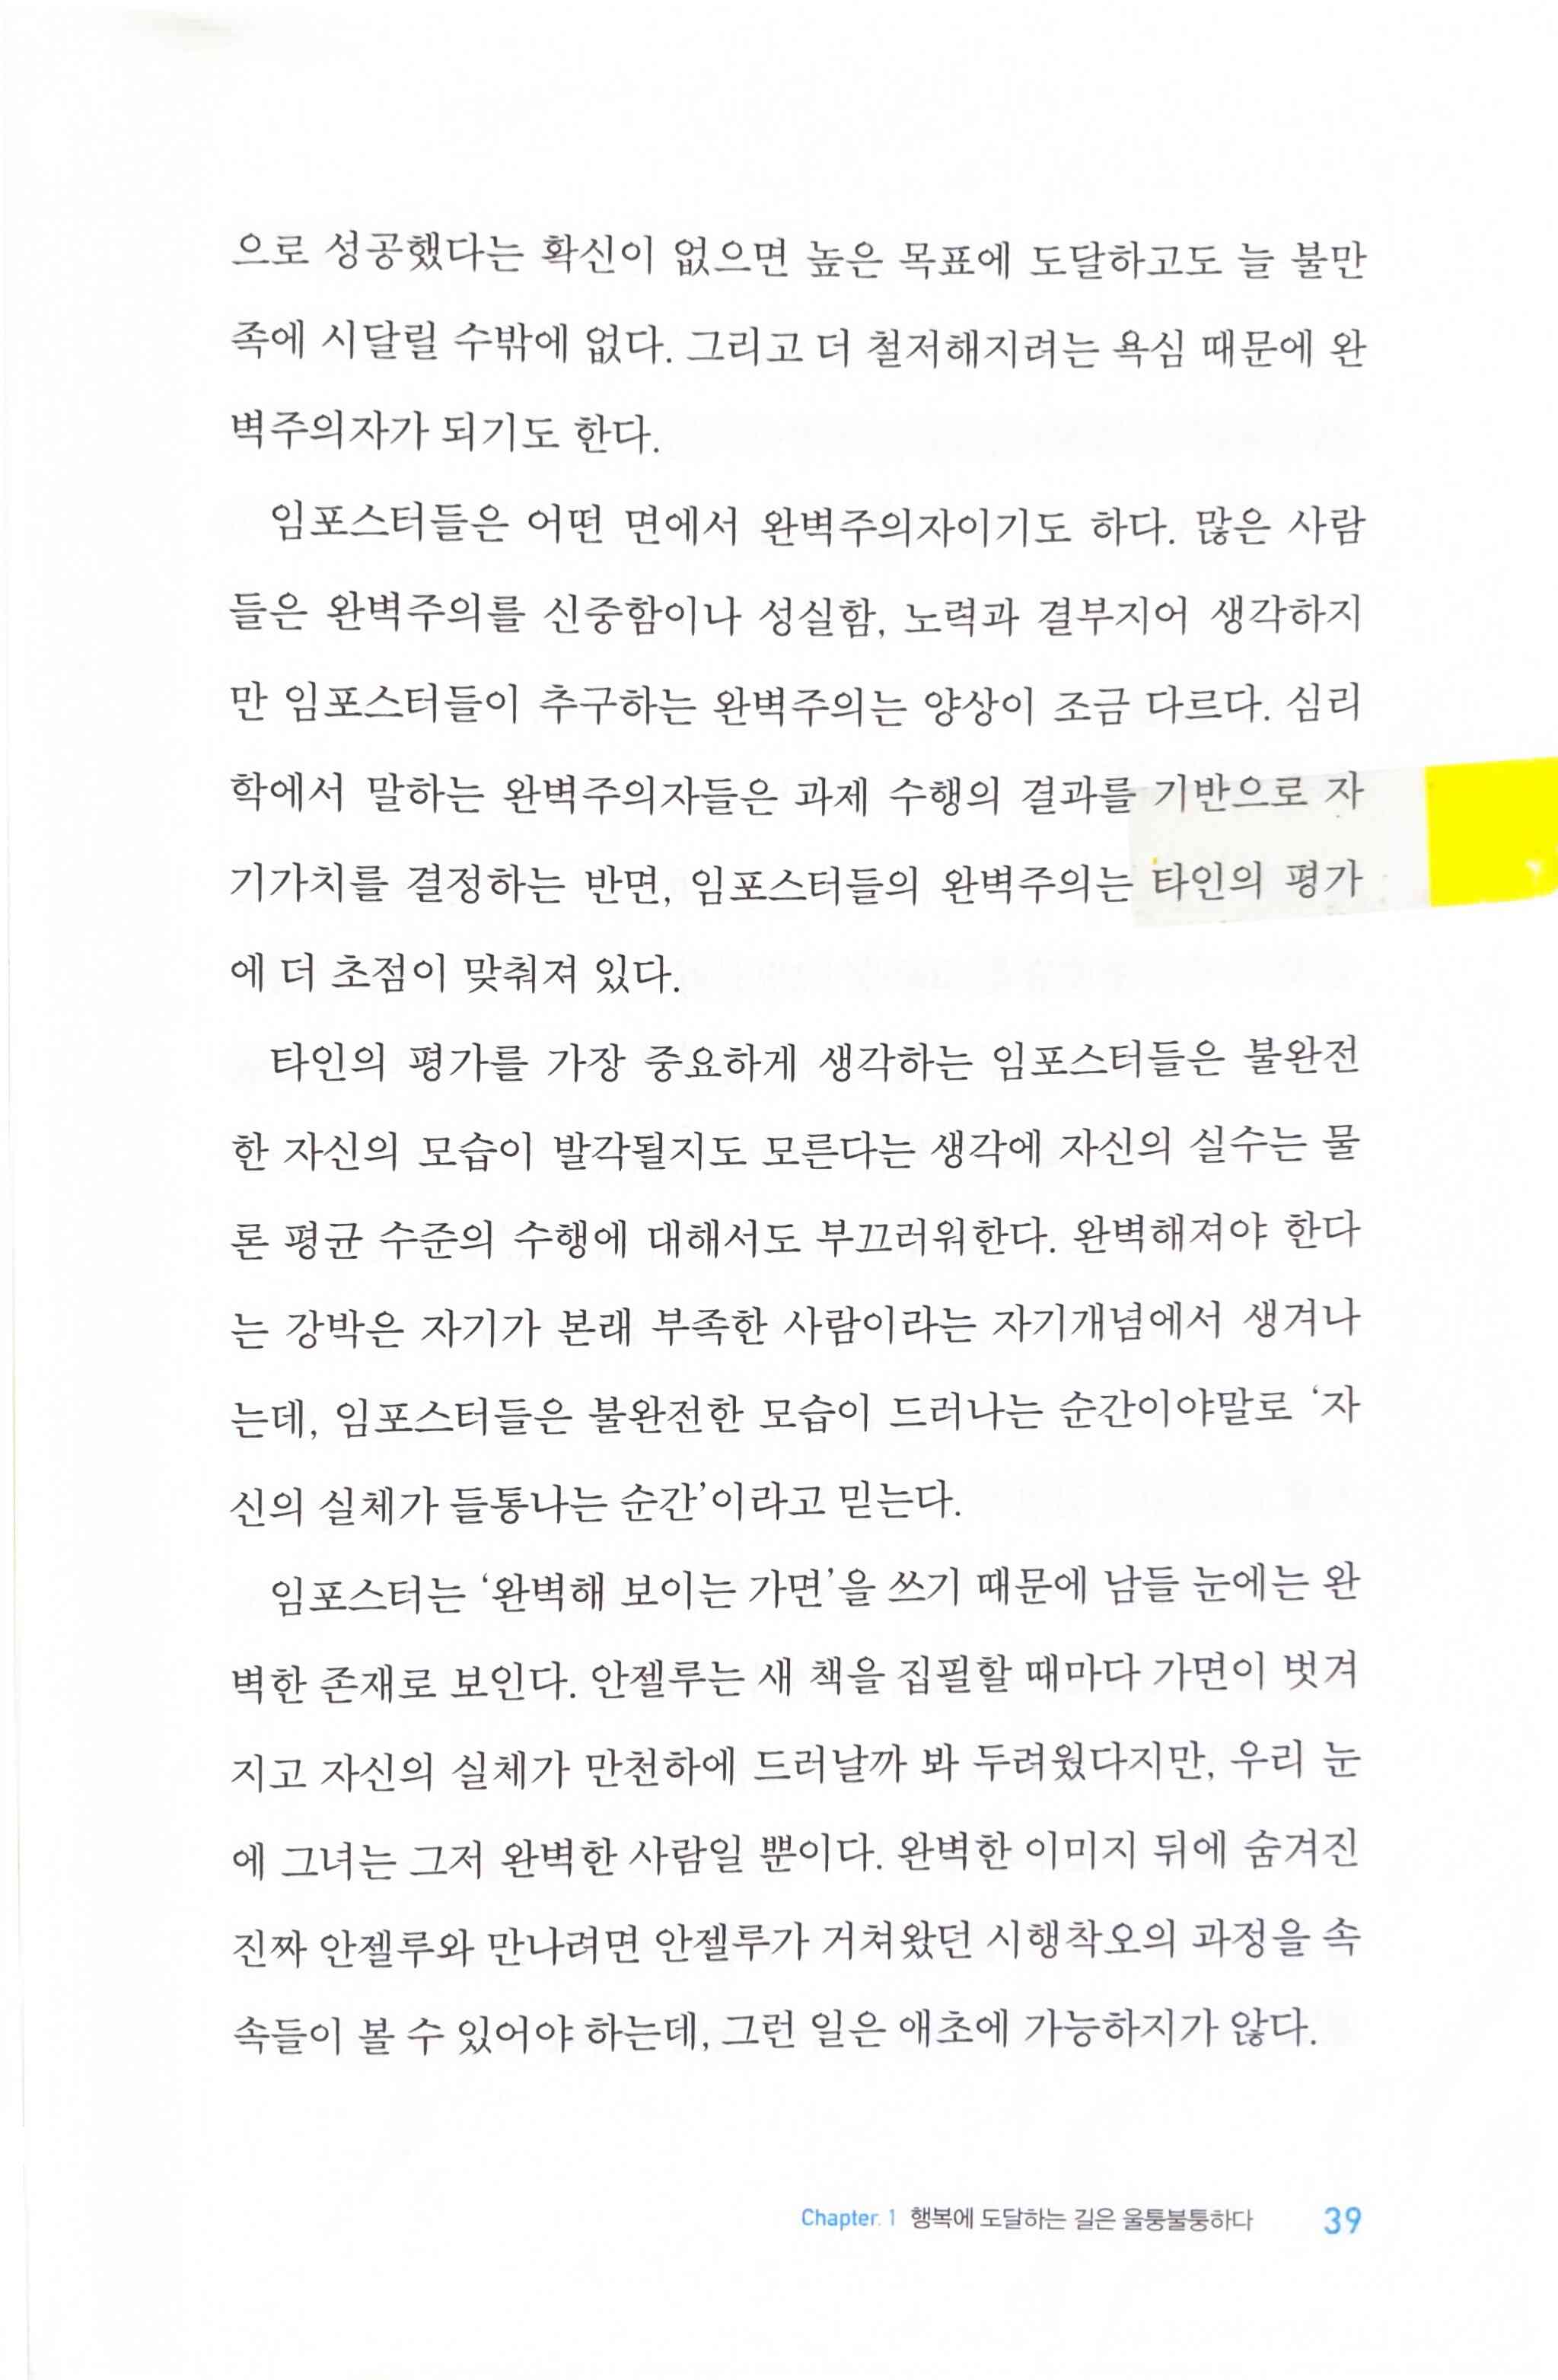 으로 성공했다는 확신이 없으면 높은 목표에 도달하고도 늘 불만
족에 시달릴 수밖에 없다. 그리고 더 철저해지려는 욕심 때문에 완
벽주의자가 되기도 한다.
임포스터들은 어떤 면에서 완벽주의자이기도 하다. 많은 사람
들은 완벽주의를 신중함이나 성실함, 노력과 결부지어 생각하지
만 임포스터들이 추구하는 완벽주의는 양상이 조금 다르다. 심리
학에서 말하는 완벽주의자들은 과제 수행의 결과를 기반으로 자
기가치를 결정하는 반면, 임포스터들의 완벽주의는 타인의 평가
에 더 초점이 맞춰져 있다.
타인의 평가를 가장 중요하게 생각하는 임포스터들은 불완전
한 자신의 모습이 발각될지도 모른다는 생각에 자신의 실수는 물
론 평균 수준의 수행에 대해서도 부끄러워한다. 완벽해져야 한다
는 강박은 자기가 본래 부족한 사람이라는 자기개념에서 생겨나
는데, 임포스터들은 불완전한 모습이 드러나는 순간이야말로 ‘자
신의 실체가 들통나는 순간’이라고 믿는다.
임포스터는 ‘완벽해 보이는 가면’을 쓰기 때문에 남들 눈에는 완
벽한 존재로 보인다. 안젤루는 새 책을 집필할 때마다 가면이 벗겨
지고 자신의 실체가 만천하에 드러날까 봐 두려웠다지만, 우리 눈
에 그녀는 그저 완벽한 사람일 뿐이다. 완벽한 이미지 뒤에 숨겨진
진짜 안젤루와 만나려면 안젤루가 거쳐왔던 시행착오의 과정을 속
속들이 볼 수 있어야 하는데, 그런 일은 애초에 가능하지가 않다.
Chapter. 1 행복에 도달하는 길은 울퉁불퉁하다 39